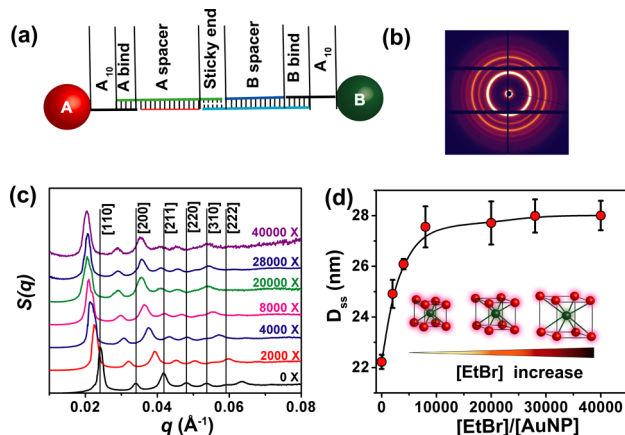 (a)
A10
A bind
A spacer
Sticky end
B spacer
B bind
A10
A
B
(b)
(c)
S(q)
[110]
[200]
[211]
[220]
[310]
[222]
40000 X
28000 X
20000 X
8000 X
4000 X
2000 X
0 X
0.02 0.04 0.06 0.08
q (Å-1)
(d)
Dss (nm)
28
26
24
22
[EtBr] increase
0 10000 20000 30000 40000
[EtBr]/[AuNP]